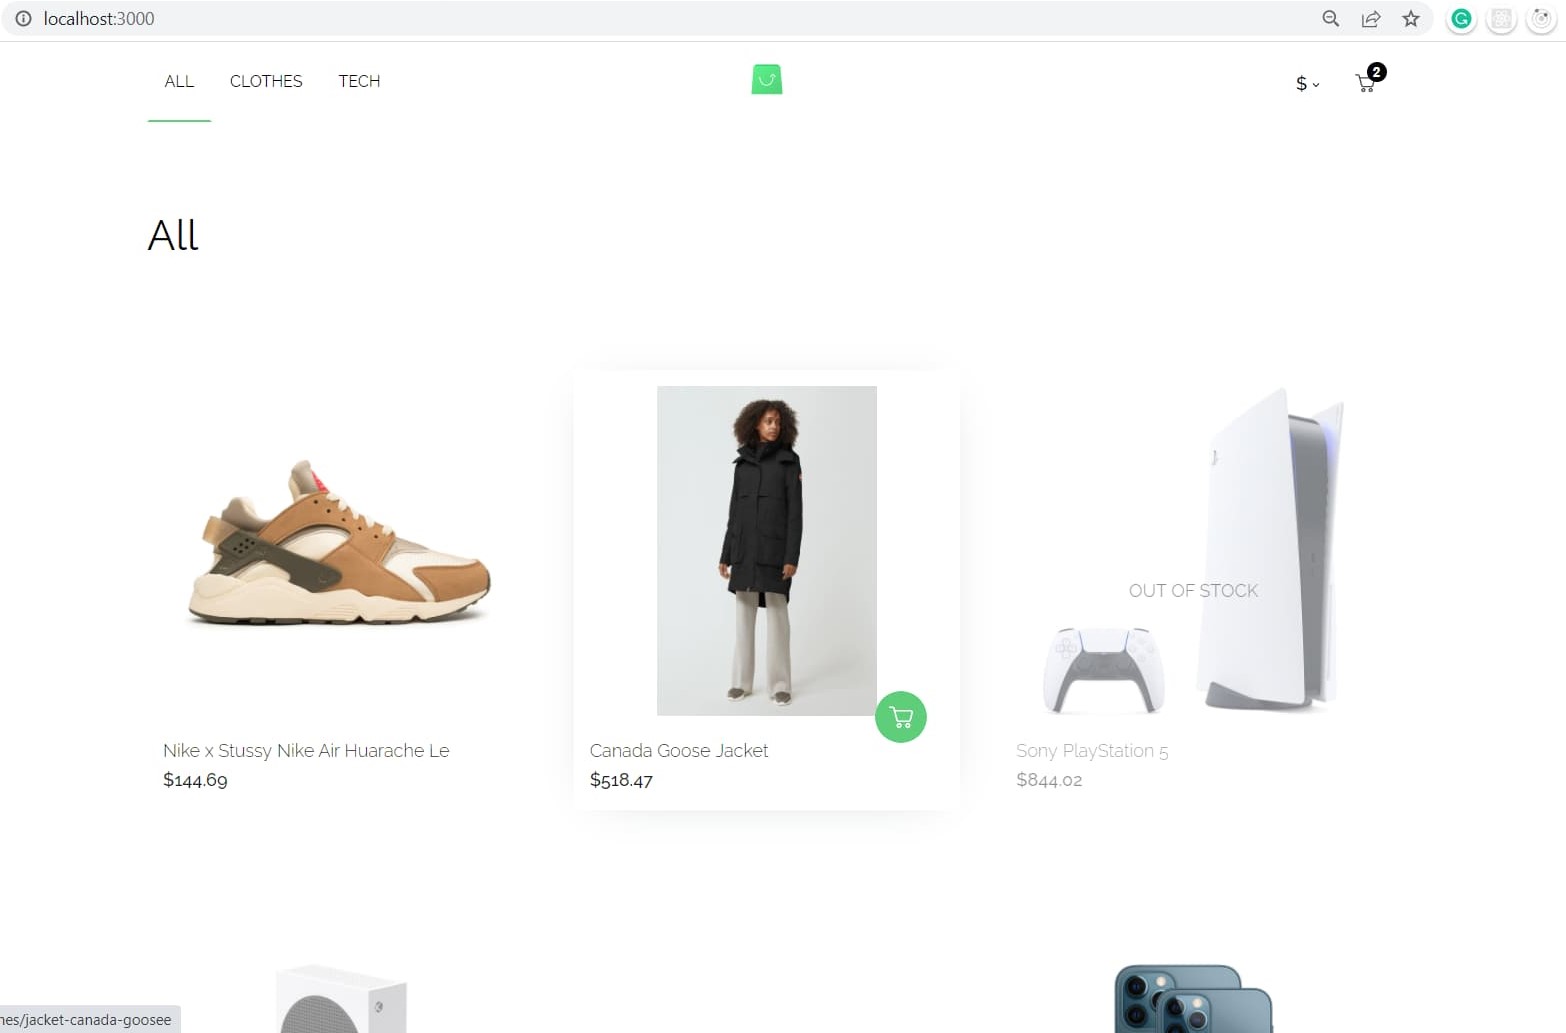 localhost:3000
ALL CLOTHES TECH
$ 2
All
OUT OF STOCK
Nike x Stussy Nike Air Huarache Le
$144.69
Canada Goose Jacket
$518.47
Sony PlayStation 5
$844.02
nes/jacket-canada-goosee